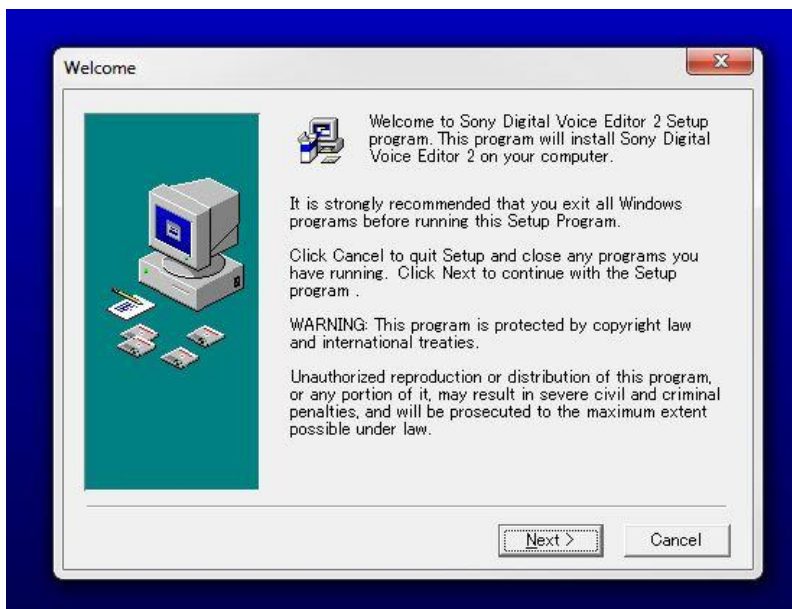 Welcome
Welcome to Sony Digital Voice Editor 2 Setup
program. This program will install Sony Digital
Voice Editor 2 on your computer.
It is strongly recommended that you exit all Windows
programs before running this Setup Program.
Click Cancel to quit Setup and close any programs you
have running. Click Next to continue with the Setup
program .
WARNING: This program is protected by copyright law
and international treaties.
Unauthorized reproduction or distribution of this program,
or any portion of it, may result in severe civil and criminal
penalties, and will be prosecuted to the maximum extent
possible under law.
Next >
Cancel